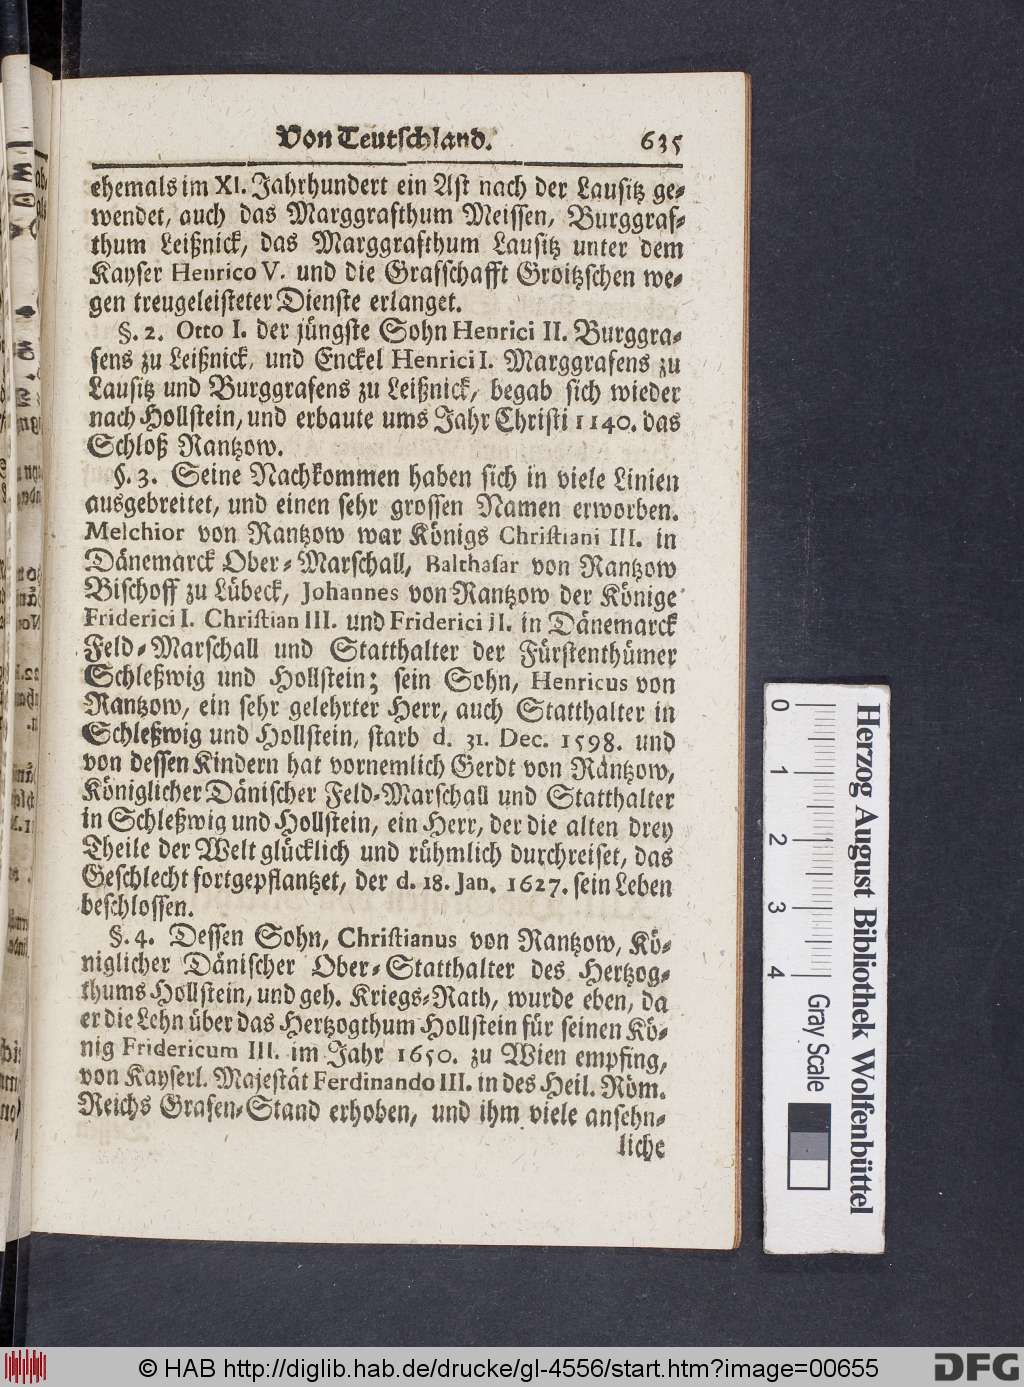 Von Teutschland. 635
ehemals im XI. Jahrhundert ein Ast nach der Lausitz ge-
wendet, auch das Marggrafthum Meissen, Burggraf-
thum Leißnick, das Marggrafthum Lausitz unter dem
Kayser Henrico V. und die Grafschafft Groitzschen we-
gen treugeleisteter Dienste erlanget.
§. 2. Otto I. der jüngste Sohn Henrici II. Burggra-
fens zu Leißnick, und Enckel Henrici I. Marggrafens zu
Lausitz und Burggrafens zu Leißnick, begab sich wieder
nach Hollstein, und erbaute ums Jahr Christi 1140. das
Schloß Rantzow.
§. 3. Seine Nachkommen haben sich in viele Linien
ausgebreitet, und einen sehr grossen Namen erworben.
Melchior von Rantzow war Königs Christiani III. in
Dänemarck Ober-Marschall, Balthasar von Rantzow
Bischoff zu Lübeck, Johannes von Rantzow der Könige
Friderici I. Christian III. und Friderici II. in Dänemarck
Feld-Marschall und Statthalter der Fürstenthümer
Schleßwig und Hollstein; sein Sohn, Henricus von
Rantzow, ein sehr gelehrter Herr, auch Statthalter in
Schleßwig und Hollstein, starb d. 31. Dec. 1598. und
von dessen Kindern hat vornemlich Gerdt von Rantzow,
Königlicher Dänischer Feld-Marschall und Statthalter
in Schleßwig und Hollstein, ein Herr, der die alten drey
Theile der Welt glücklich und rühmlich durchreiset, das
Geschlecht fortgepflantzet, der d. 18. Jan. 1627. sein Leben
beschlossen.
§. 4. Dessen Sohn, Christianus von Rantzow, Kö-
niglicher Dänischer Ober-Statthalter des Hertzog-
thums Hollstein, und geh. Kriegs-Rath, wurde eben, da
er die Lehn über das Hertzogthum Hollstein für seinen Kö-
nig Fridericum III. im Jahr 1650. zu Wien empfing,
von Kayserl. Majestät Ferdinando III. in des Heil. Röm.
Reichs Grafen-Stand erhoben, und ihm viele ansehn-
liche
0 1 2 3 4 Gray Scale
Herzog August Bibliothek Wolfenbüttel
© HAB http://diglib.hab.de/drucke/gl-4556/start.htm?image=00655
DFG